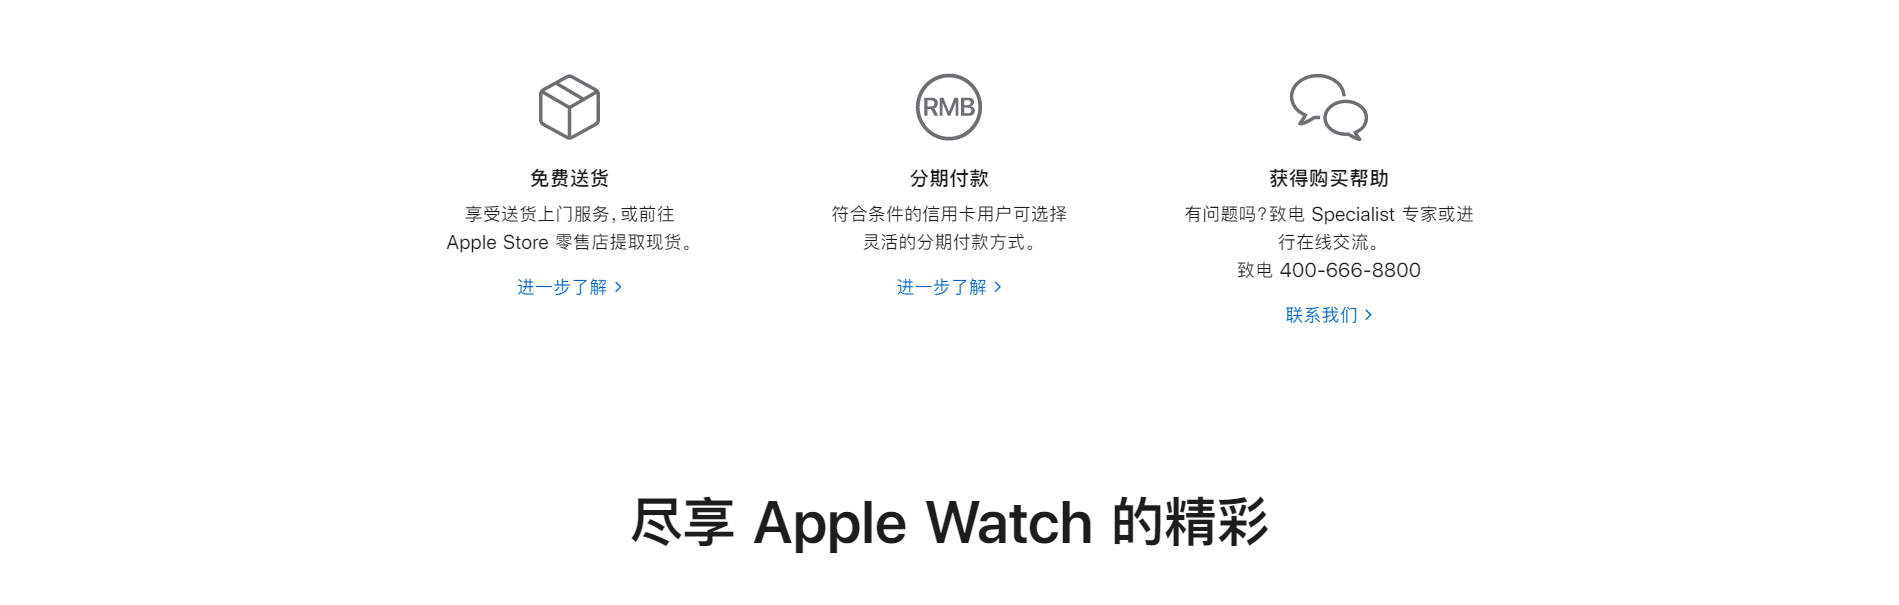 RMB
免费送货
享受送货上门服务，或前往
Apple Store 零售店提取现货。
进一步了解 >
分期付款
符合条件的信用卡用户可选择
灵活的分期付款方式。
进一步了解 >
获得购买帮助
有问题吗？致电 Specialist 专家或进
行在线交流。
致电 400-666-8800
联系我们 >
尽享 Apple Watch 的精彩